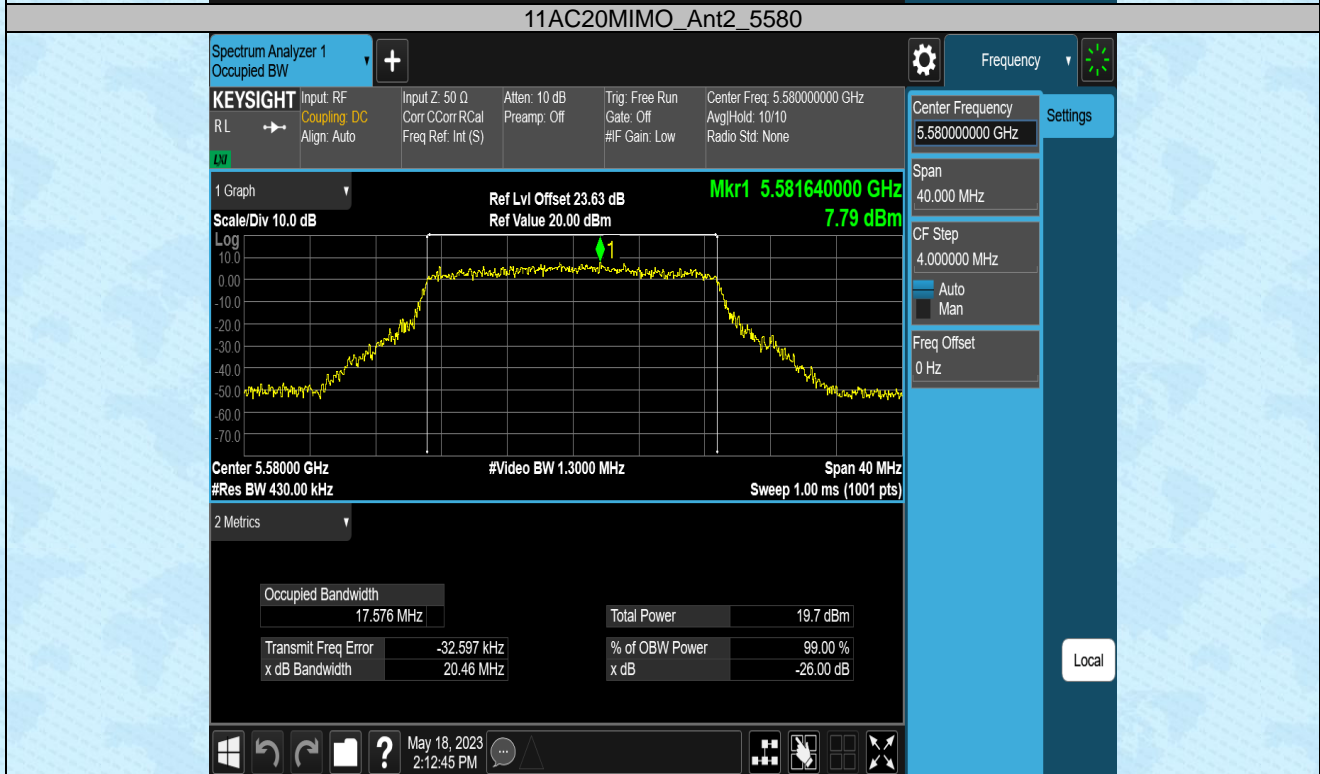 11AC20MIMO_Ant2_5580
Spectrum Analyzer 1
Occupied BW
+
Frequency
KEYSIGHT
RL
LXI
Input: RF
Coupling: DC
Align: Auto
Input Z: 50 Ω
Corr CCorr RCal
Freq Ref: Int (S)
Atten: 10 dB
Preamp: Off
Trig: Free Run
Gate: Off
#IF Gain: Low
Center Freq: 5.580000000 GHz
Avg|Hold: 10/10
Radio Std: None
Center Frequency
5.580000000 GHz
Settings
Span
40.000 MHz
CF Step
4.000000 MHz
Auto
Man
Freq Offset
0 Hz
Local
1 Graph
Scale/Div 10.0 dB
Ref Lvl Offset 23.63 dB
Ref Value 20.00 dBm
Mkr1 5.581640000 GHz
7.79 dBm
Log
10.0
0.00
-10.0
-20.0
-30.0
-40.0
-50.0
-60.0
-70.0
1
Center 5.58000 GHz
#Res BW 430.00 kHz
#Video BW 1.3000 MHz
Span 40 MHz
Sweep 1.00 ms (1001 pts)
2 Metrics
Occupied Bandwidth
17.576 MHz
Total Power 19.7 dBm
Transmit Freq Error -32.597 kHz
% of OBW Power 99.00 %
x dB Bandwidth 20.46 MHz
x dB -26.00 dB
?
May 18, 2023
2:12:45 PM